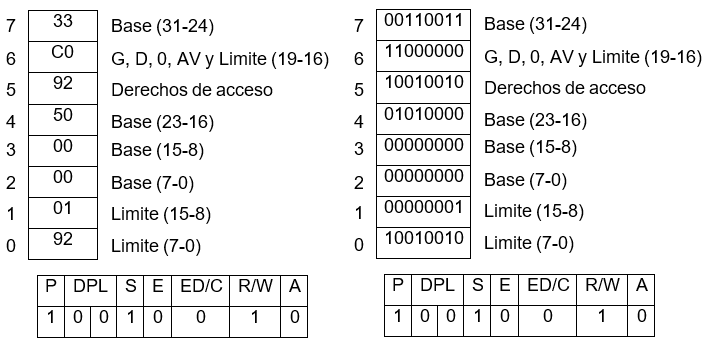 7 33 Base (31-24)
6 C0 G, D, 0, AV y Limite (19-16)
5 92 Derechos de acceso
4 50 Base (23-16)
3 00 Base (15-8)
2 00 Base (7-0)
1 01 Limite (15-8)
0 92 Limite (7-0)
P DPL S E ED/C R/W A
1 0 0 1 0 0 1 0
7 00110011 Base (31-24)
6 11000000 G, D, 0, AV y Limite (19-16)
5 10010010 Derechos de acceso
4 01010000 Base (23-16)
3 00000000 Base (15-8)
2 00000000 Base (7-0)
1 00000001 Limite (15-8)
0 10010010 Limite (7-0)
P DPL S E ED/C R/W A
1 0 0 1 0 0 1 0